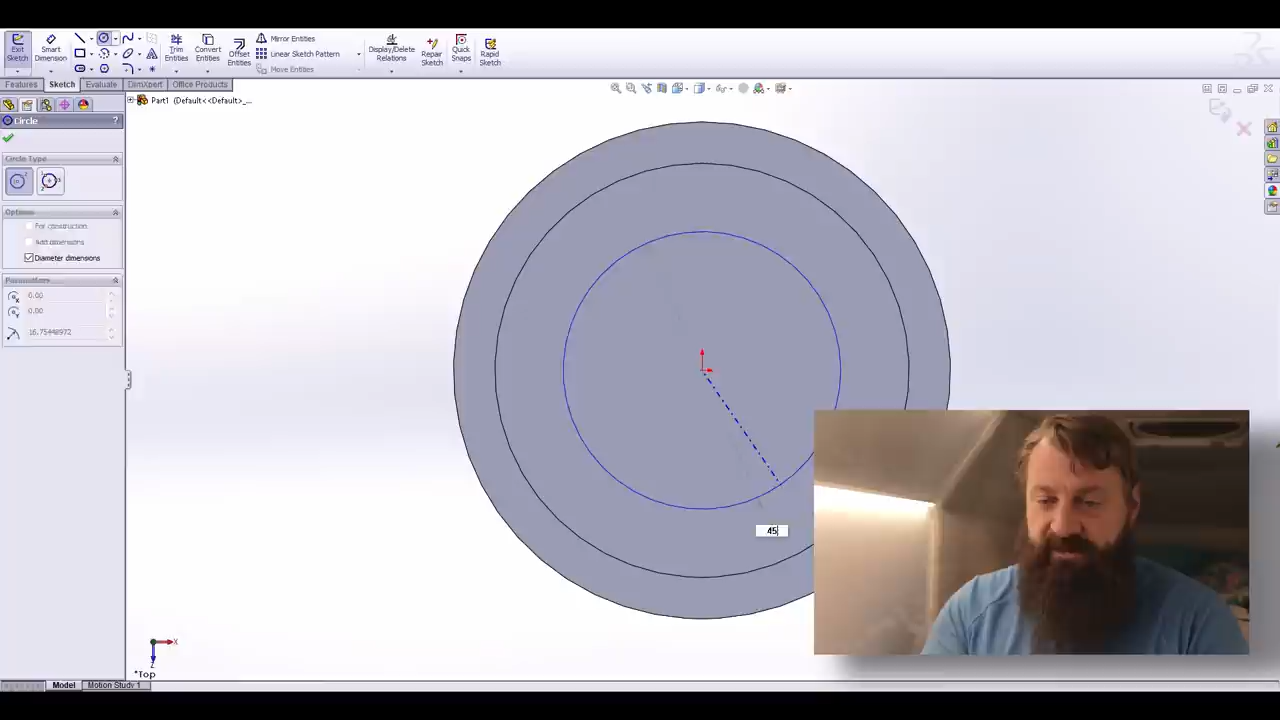 Exit Sketch
Smart Dimension
Trim Entities
Convert Entities
Offset Entities
Mirror Entities
Linear Sketch Pattern
Move Entities
Display/Delete Relations
Repair Sketch
Quick Snaps
Rapid Sketch
Features
Sketch
Evaluate
DimXpert
Office Products
Part1 (Default<<Default>_...
Circle
?
Circle Type
Options
For construction
Add dimensions
Diameter dimensions
Parameters
0.00
0.00
16.75448972
45
X
Z
*Top
Model
Motion Study 1